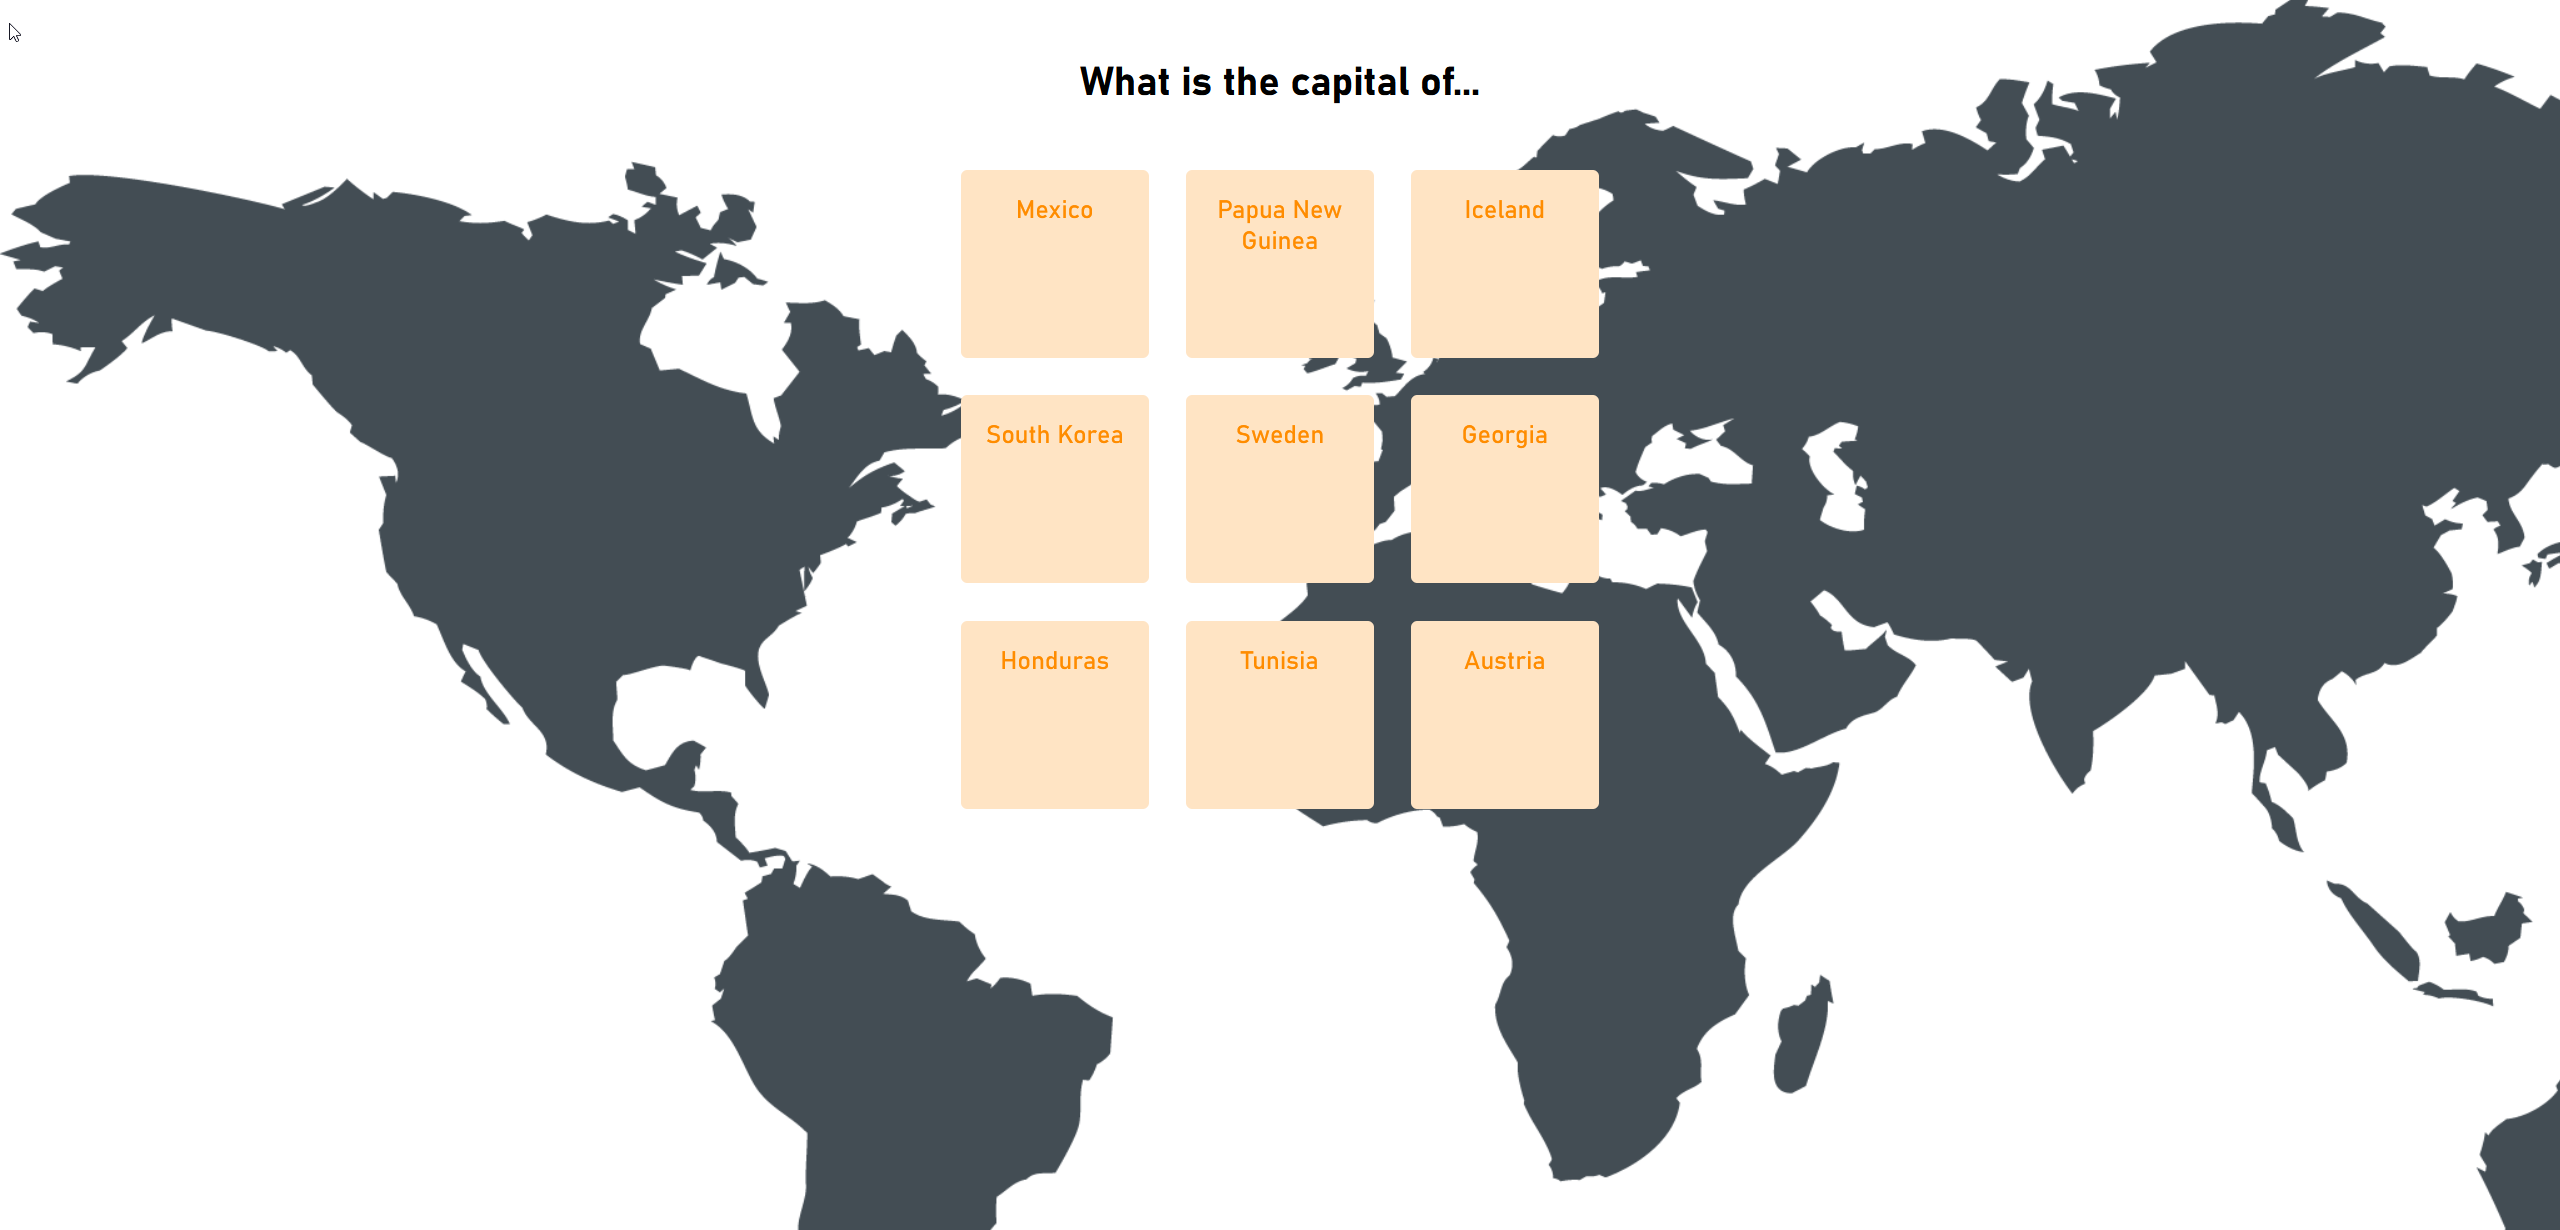 What is the capital of...
Mexico
Papua New
Guinea
Iceland
South Korea
Sweden
Georgia
Honduras
Tunisia
Austria